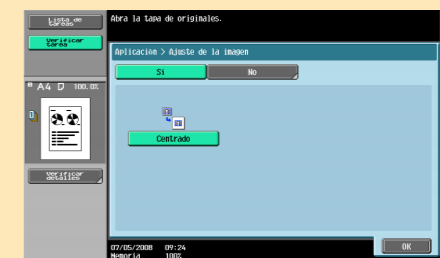 Lista de
tareas
Abra la tapa de originales.
Verificar
tarea
Aplicación > Ajuste de la imagen
Sí
No
A4
100.0%
Centrado
Verificar
detalles
07/05/2008 09:24
Memoria 100%
OK